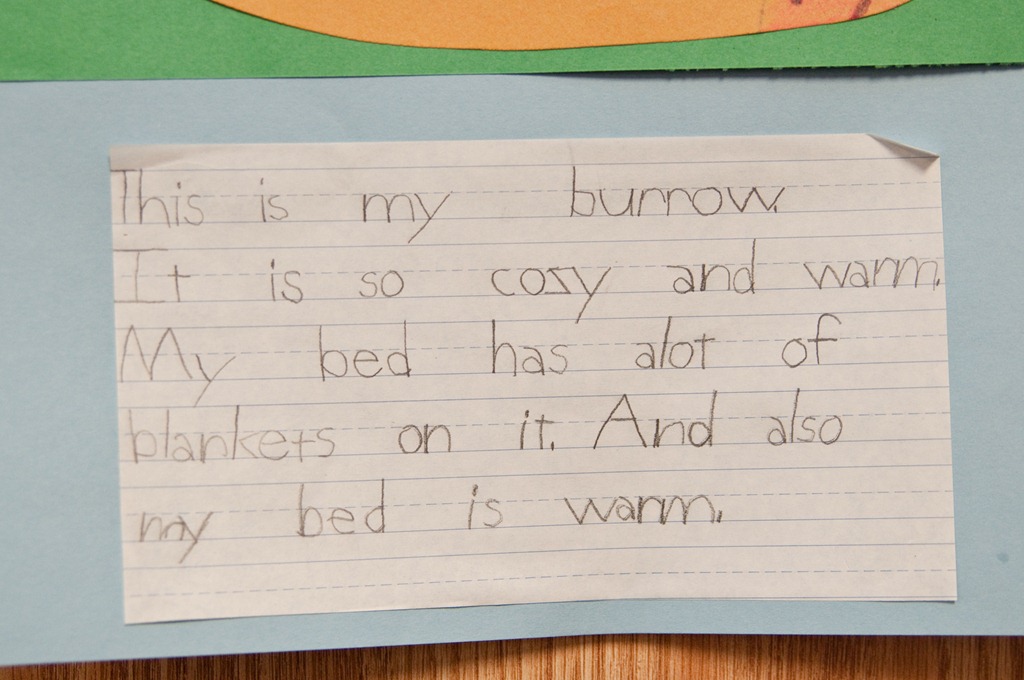 This is my burrow.
It is so cozy and warm.
My bed has alot of
blankets on it. And also
my bed is warm.